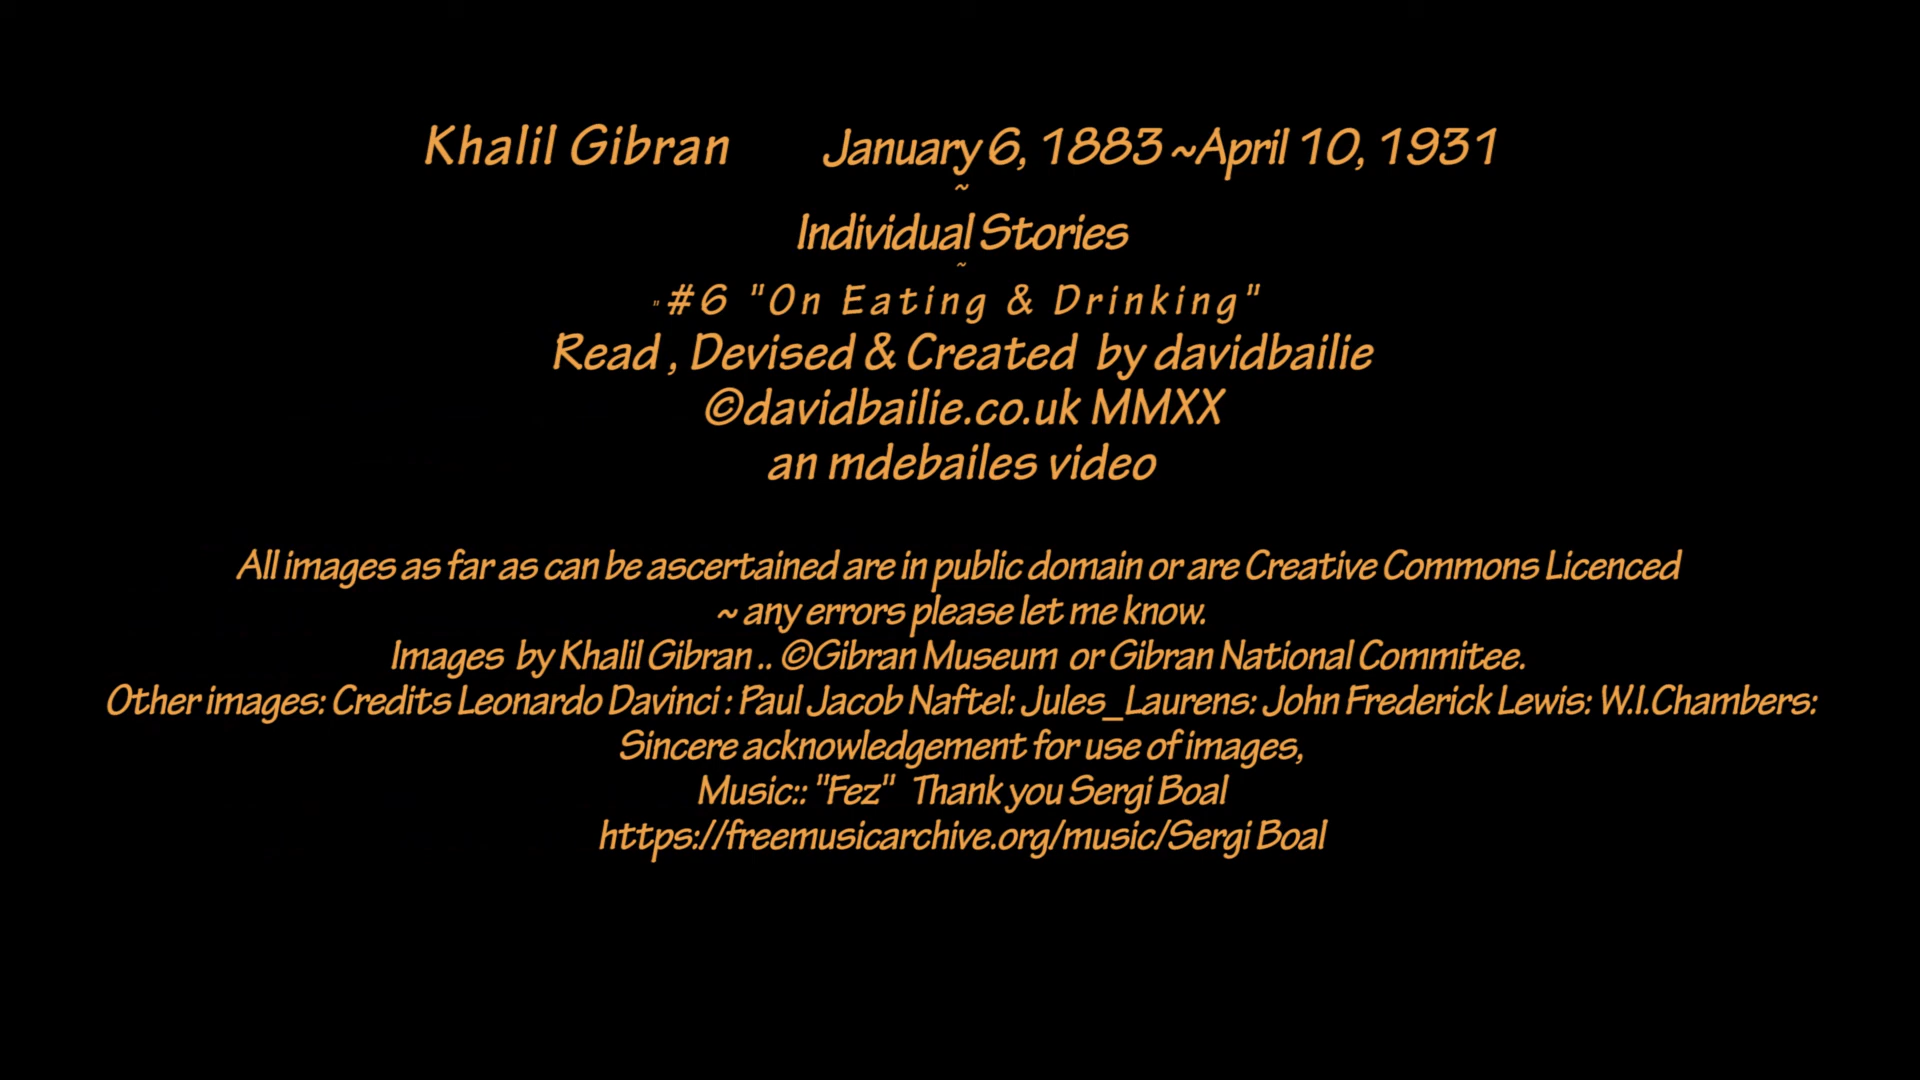 Khalil Gibran January 6, 1883 ~April 10, 1931
~
Individual Stories
~
"#6 "On Eating & Drinking"
Read , Devised & Created by davidbailie
©davidbailie.co.uk MMXX
an mdebailes video
All images as far as can be ascertained are in public domain or are Creative Commons Licenced
~ any errors please let me know.
Images by Khalil Gibran .. ©Gibran Museum or Gibran National Commitee.
Other images: Credits Leonardo Davinci : Paul Jacob Naftel: Jules_Laurens: John Frederick Lewis: W.I.Chambers:
Sincere acknowledgement for use of images,
Music:: "Fez" Thank you Sergi Boal
https://freemusicarchive.org/music/Sergi Boal